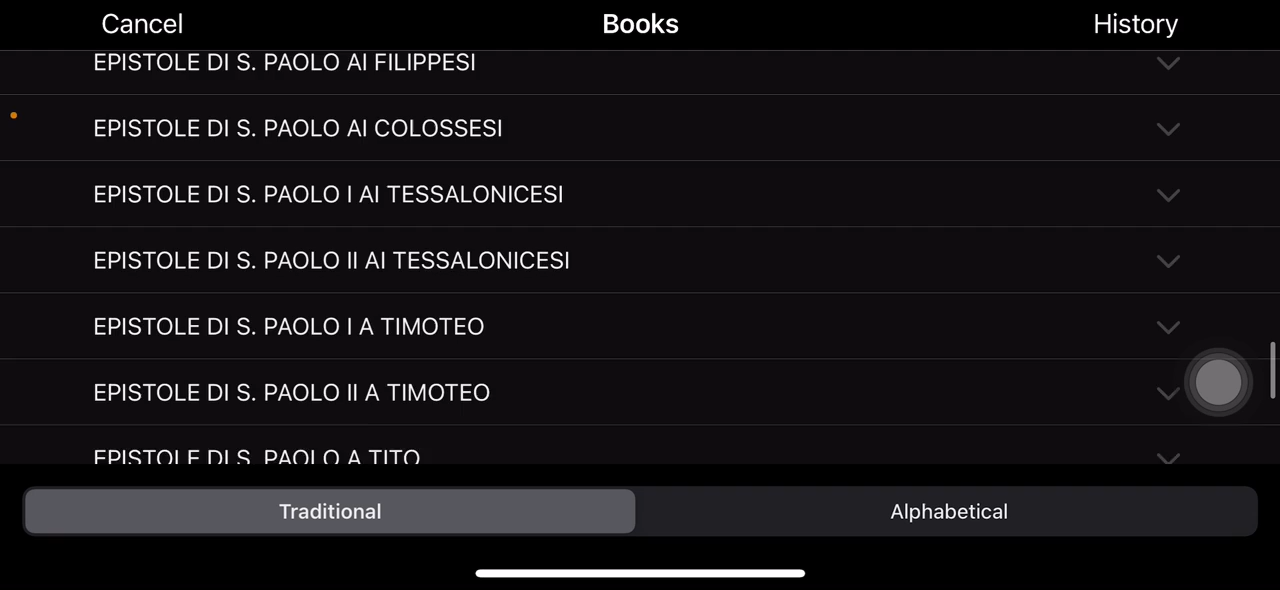 Cancel
Books
History
EPISTOLE DI S. PAOLO AI FILIPPESI
EPISTOLE DI S. PAOLO AI COLOSSESI
EPISTOLE DI S. PAOLO I AI TESSALONICESI
EPISTOLE DI S. PAOLO II AI TESSALONICESI
EPISTOLE DI S. PAOLO I A TIMOTEO
EPISTOLE DI S. PAOLO II A TIMOTEO
EPISTOLE DI S. PAOLO A TITO
Traditional
Alphabetical